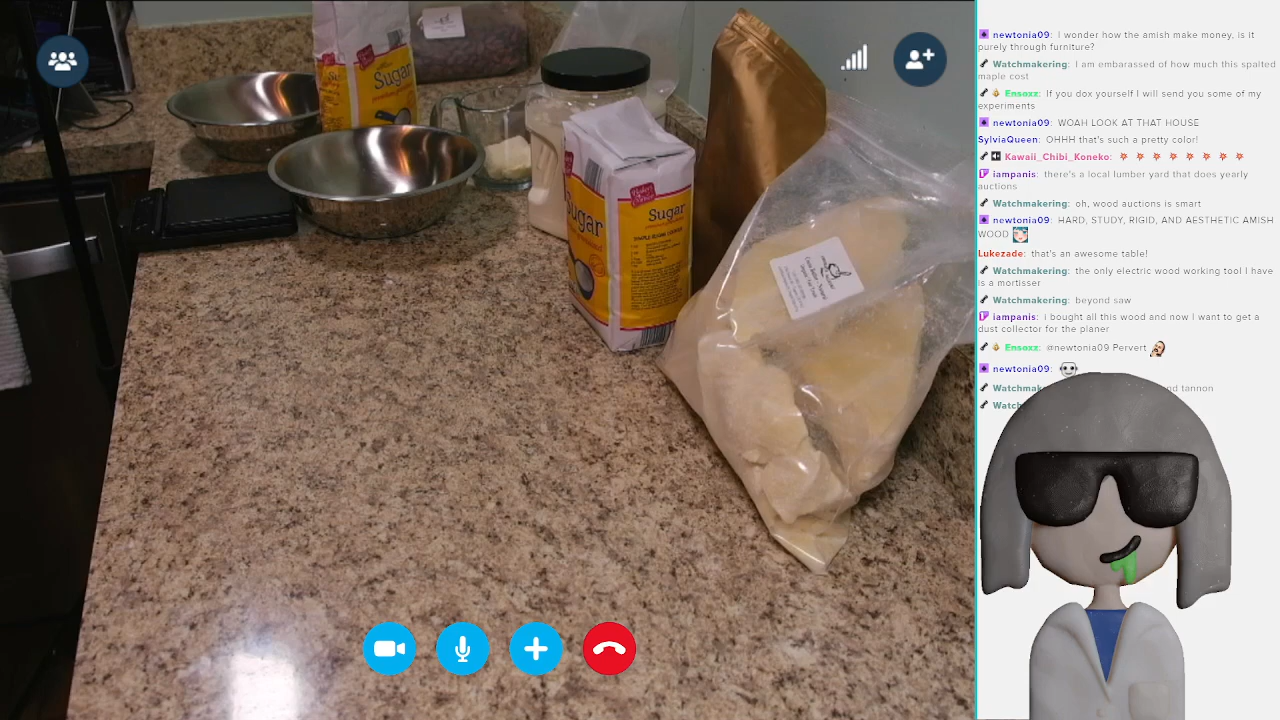 Sugar
Sugar
Sugar
newtonia09: I wonder how the amish make money, is it
purely through furniture?
Watchmakering: I am embarassed of how much this spalted
maple cost
Ensoxz: If you dox yourself I will send you some of my
experiments
newtonia09: WOAH LOOK AT THAT HOUSE
SylviaQueen: OHHH that's such a pretty color!
Kawaii_Chibi_Koneko:
iampanis: there's a local lumber yard that does yearly
auctions
Watchmakering: oh, wood auctions is smart
newtonia09: HARD, STUDY, RIGID, AND AESTHETIC AMISH
WOOD
Lukezade: that's an awesome table!
Watchmakering: the only electric wood working tool I have
is a mortisser
Watchmakering: beyond saw
iampanis: i bought all this wood and now I want to get a
dust collector for the planer
Ensoxz: @newtonia09 Pervert
newtonia09:
Watchmak
tannon
Watch